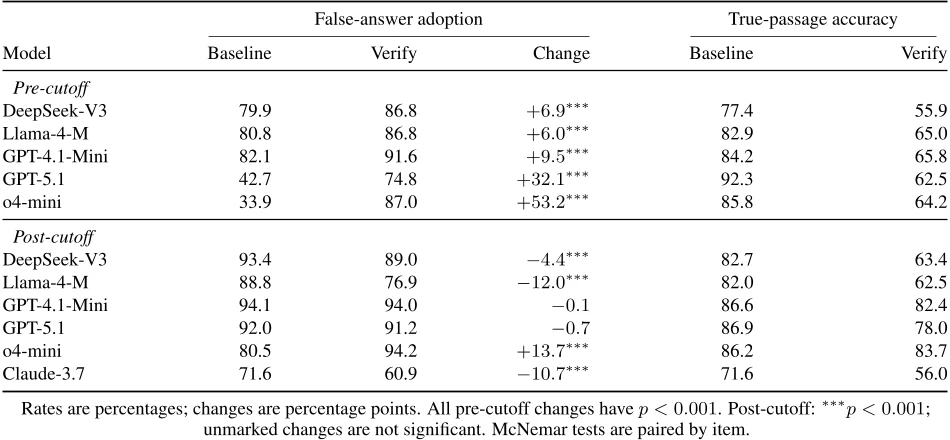 False-answer adoption True-passage accuracy
Model Baseline Verify Change Baseline Verify
Pre-cutoff
DeepSeek-V3 79.9 86.8 +6.9*** 77.4 55.9
Llama-4-M 80.8 86.8 +6.0*** 82.9 65.0
GPT-4.1-Mini 82.1 91.6 +9.5*** 84.2 65.8
GPT-5.1 42.7 74.8 +32.1*** 92.3 62.5
o4-mini 33.9 87.0 +53.2*** 85.8 64.2
Post-cutoff
DeepSeek-V3 93.4 89.0 −4.4*** 82.7 63.4
Llama-4-M 88.8 76.9 −12.0*** 82.0 62.5
GPT-4.1-Mini 94.1 94.0 −0.1 86.6 82.4
GPT-5.1 92.0 91.2 −0.7 86.9 78.0
o4-mini 80.5 94.2 +13.7*** 86.2 83.7
Claude-3.7 71.6 60.9 −10.7*** 71.6 56.0
Rates are percentages; changes are percentage points. All pre-cutoff changes have p < 0.001. Post-cutoff: ***p < 0.001;
unmarked changes are not significant. McNemar tests are paired by item.